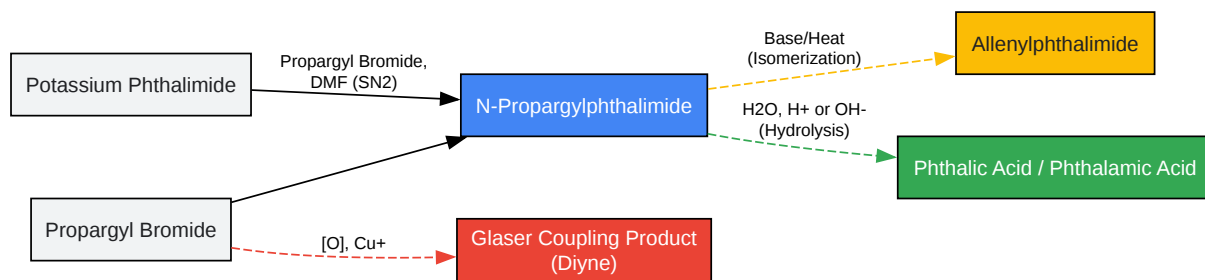 Potassium Phthalimide
Propargyl Bromide,
DMF (SN2)
N-Propargylphthalimide
Base/Heat
(Isomerization)
Allenylphthalimide
H2O, H+ or OH-
(Hydrolysis)
Phthalic Acid / Phthalamic Acid
Propargyl Bromide
[O], Cu+
Glaser Coupling Product
(Diyne)